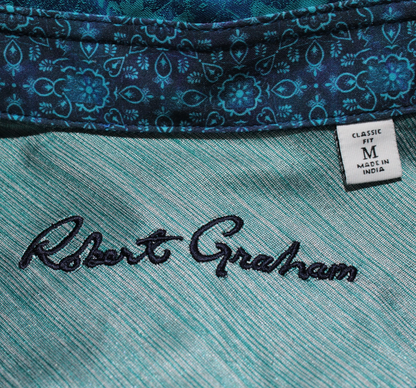 CLASSIC
FIT
M
MADE IN
INDIA
Robert Graham